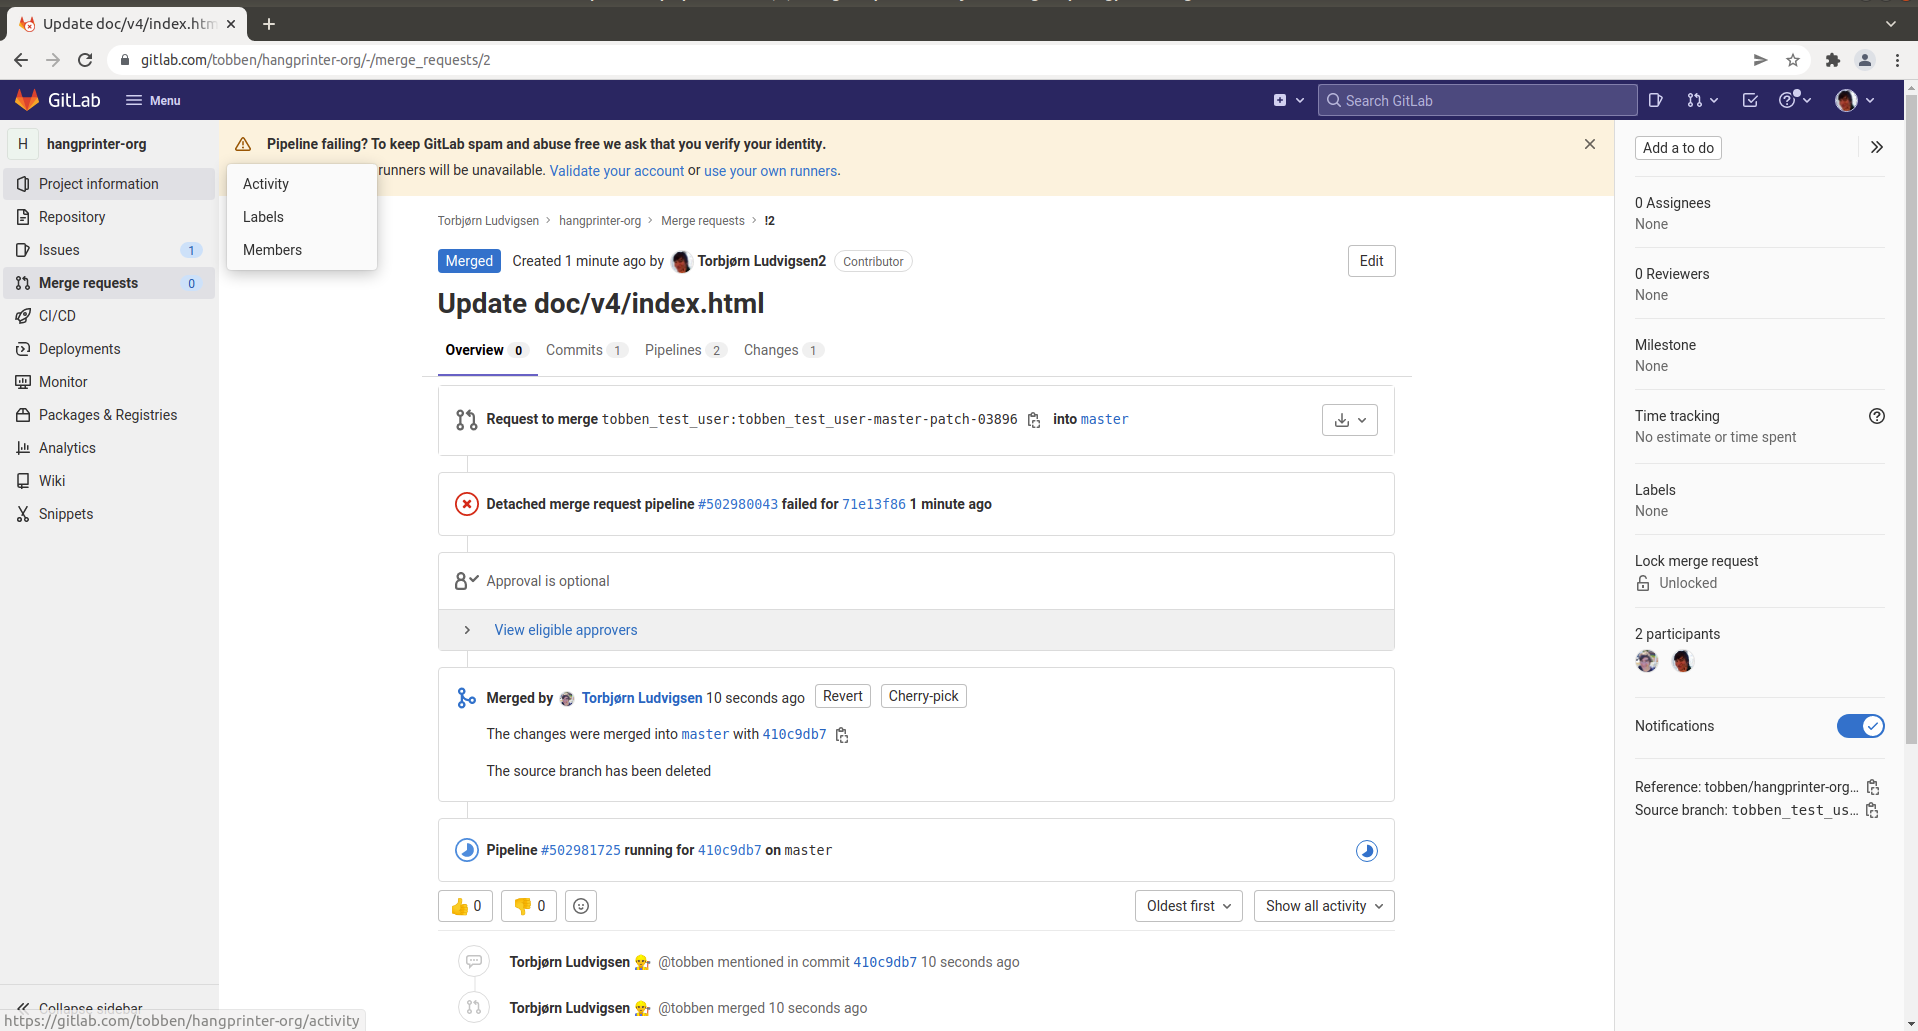 Update doc/v4/index.htm
gitlab.com/tobben/hangprinter-org/-/merge_requests/2
GitLab
Menu
Search GitLab
H hangprinter-org
Project information
Repository
Issues 1
Merge requests 0
CI/CD
Deployments
Monitor
Packages & Registries
Analytics
Wiki
Snippets
Collapse sidebar
https://gitlab.com/tobben/hangprinter-org/activity
Activity
Labels
Members
Pipeline failing? To keep GitLab spam and abuse free we ask that you verify your identity.
runners will be unavailable. Validate your account or use your own runners.
Torbjørn Ludvigsen > hangprinter-org > Merge requests > !2
Merged Created 1 minute ago by Torbjørn Ludvigsen2 Contributor
Edit
Update doc/v4/index.html
Overview 0 Commits 1 Pipelines 2 Changes 1
Request to merge tobben_test_user:tobben_test_user-master-patch-03896 into master
Detached merge request pipeline #502980043 failed for 71e13f86 1 minute ago
Approval is optional
View eligible approvers
Merged by Torbjørn Ludvigsen 10 seconds ago Revert Cherry-pick
The changes were merged into master with 410c9db7
The source branch has been deleted
Pipeline #502981725 running for 410c9db7 on master
👍 0 👎 0
Oldest first Show all activity
Torbjørn Ludvigsen 👷 @tobben mentioned in commit 410c9db7 10 seconds ago
Torbjørn Ludvigsen 👷 @tobben merged 10 seconds ago
Add a to do
0 Assignees
None
0 Reviewers
None
Milestone
None
Time tracking
No estimate or time spent
Labels
None
Lock merge request
Unlocked
2 participants
Notifications
Reference: tobben/hangprinter-org…
Source branch: tobben_test_us…